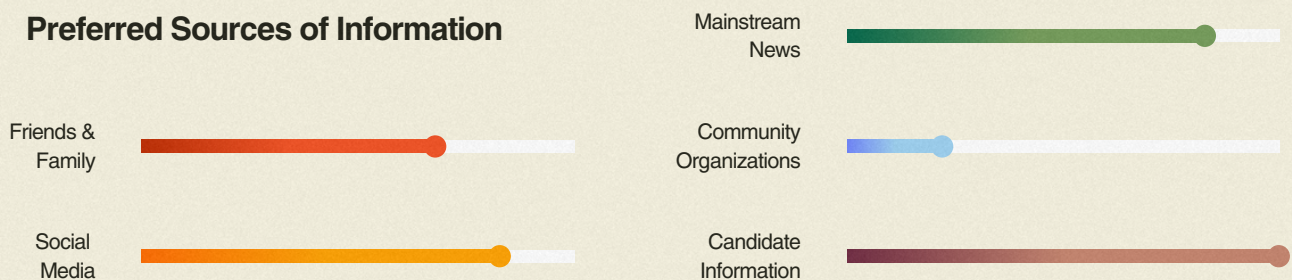 Preferred Sources of Information
Friends &
Family
Social
Media
Mainstream
News
Community
Organizations
Candidate
Information